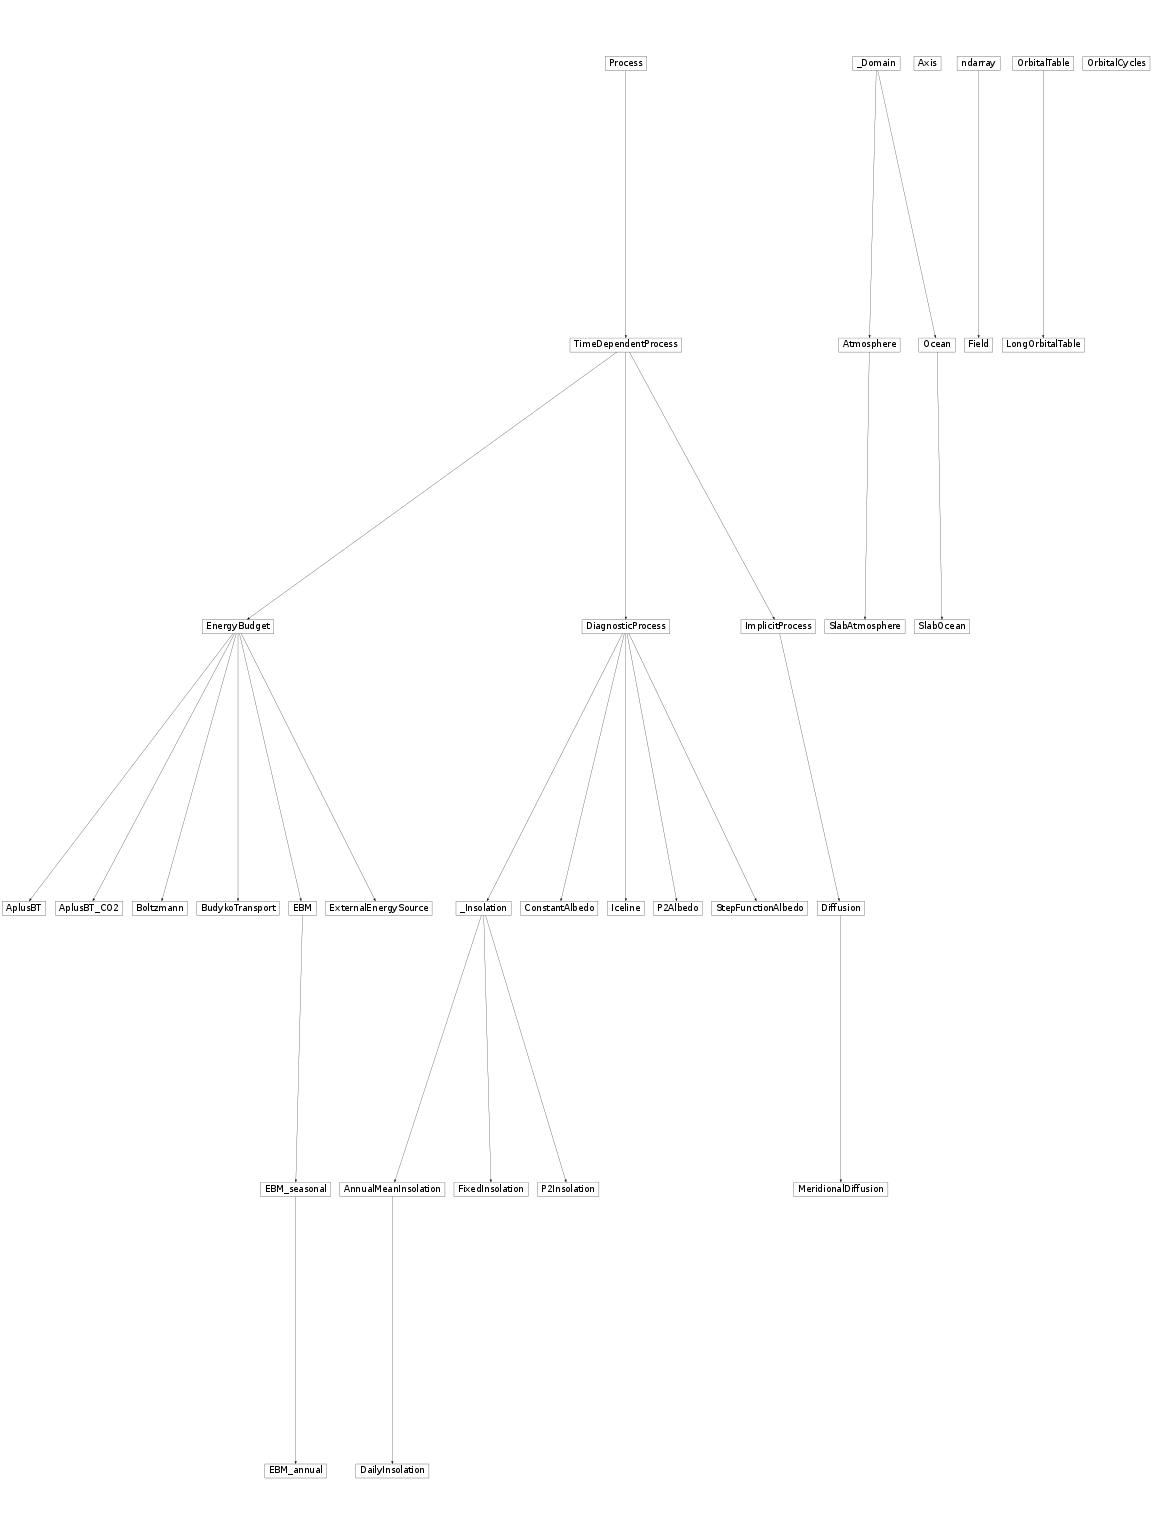 Process
_Domain
Axis
ndarray
OrbitalTable
OrbitalCycles
TimeDependentProcess
Atmosphere
Ocean
Field
LongOrbitalTable
EnergyBudget
DiagnosticProcess
ImplicitProcess
SlabAtmosphere
SlabOcean
AplusBT
AplusBT_CO2
Boltzmann
BudykoTransport
EBM
ExternalEnergySource
_Insolation
ConstantAlbedo
Iceline
P2Albedo
StepFunctionAlbedo
Diffusion
EBM_seasonal
AnnualMeanInsolation
FixedInsolation
P2Insolation
MeridionalDiffusion
EBM_annual
DailyInsolation